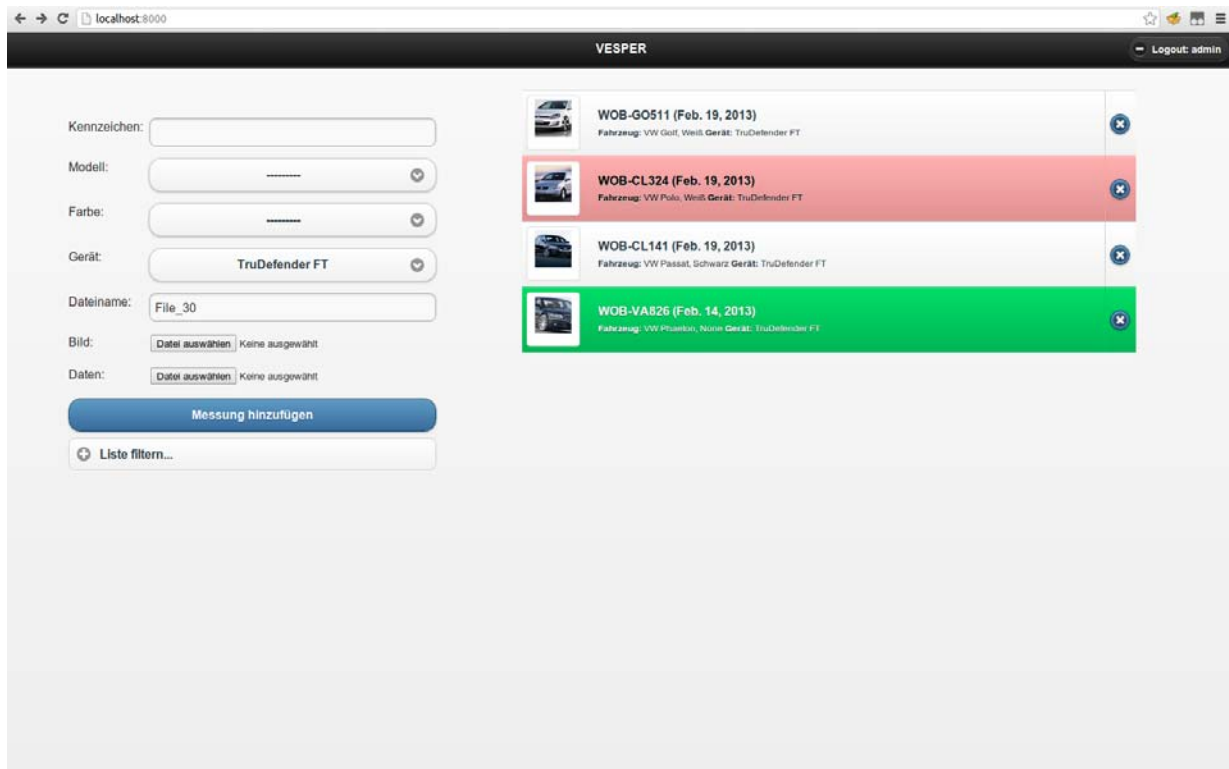 localhost:8000
VESPER
Logout: admin
Kennzeichen:
Modell:
---------
Farbe:
---------
Gerät:
TruDefender FT
Dateiname:
File_30
Bild:
Datei auswählen Keine ausgewählt
Daten:
Datei auswählen Keine ausgewählt
Messung hinzufügen
Liste filtern...
WOB-GO511 (Feb. 19, 2013)
Fahrzeug: VW Golf, Weiß Gerät: TruDefender FT
WOB-CL324 (Feb. 19, 2013)
Fahrzeug: VW Polo, Weiß Gerät: TruDefender FT
WOB-CL141 (Feb. 19, 2013)
Fahrzeug: VW Passat, Schwarz Gerät: TruDefender FT
WOB-VA826 (Feb. 14, 2013)
Fahrzeug: VW Phaeton, None Gerät: TruDefender FT